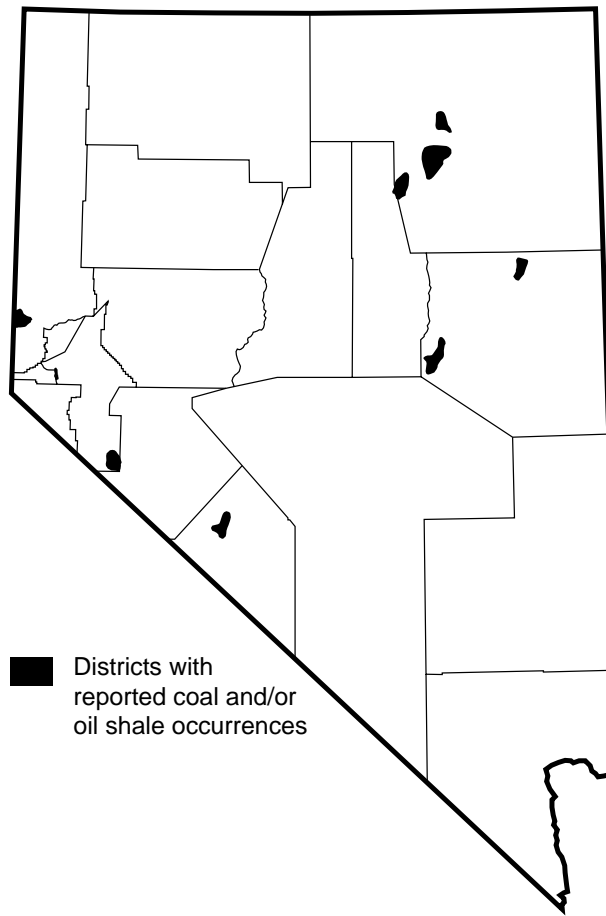 Districts with
reported coal and/or
oil shale occurrences